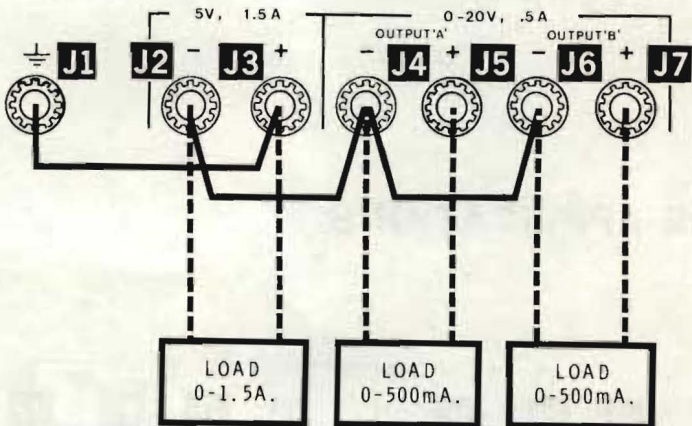 5V, 1.5A 0-20V, .5A
OUTPUT'A' OUTPUT'B'
J1 J2 - J3 + - J4 + J5 - J6 + J7
LOAD LOAD LOAD
0-1.5A. 0-500mA. 0-500mA.